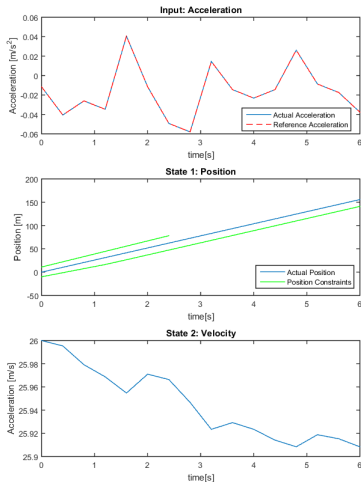 Input: Acceleration
0.06
0.04
0.02
0
-0.02
-0.04
-0.06
Acceleration [m/s²]
Actual Acceleration
Reference Acceleration
0 1 2 3 4 5 6
time[s]
State 1: Position
200
150
100
50
0
-50
Position [m]
Actual Position
Position Constraints
0 1 2 3 4 5 6
time[s]
State 2: Velocity
26
25.98
25.96
25.94
25.92
25.9
Acceleration [m/s]
0 1 2 3 4 5 6
time[s]